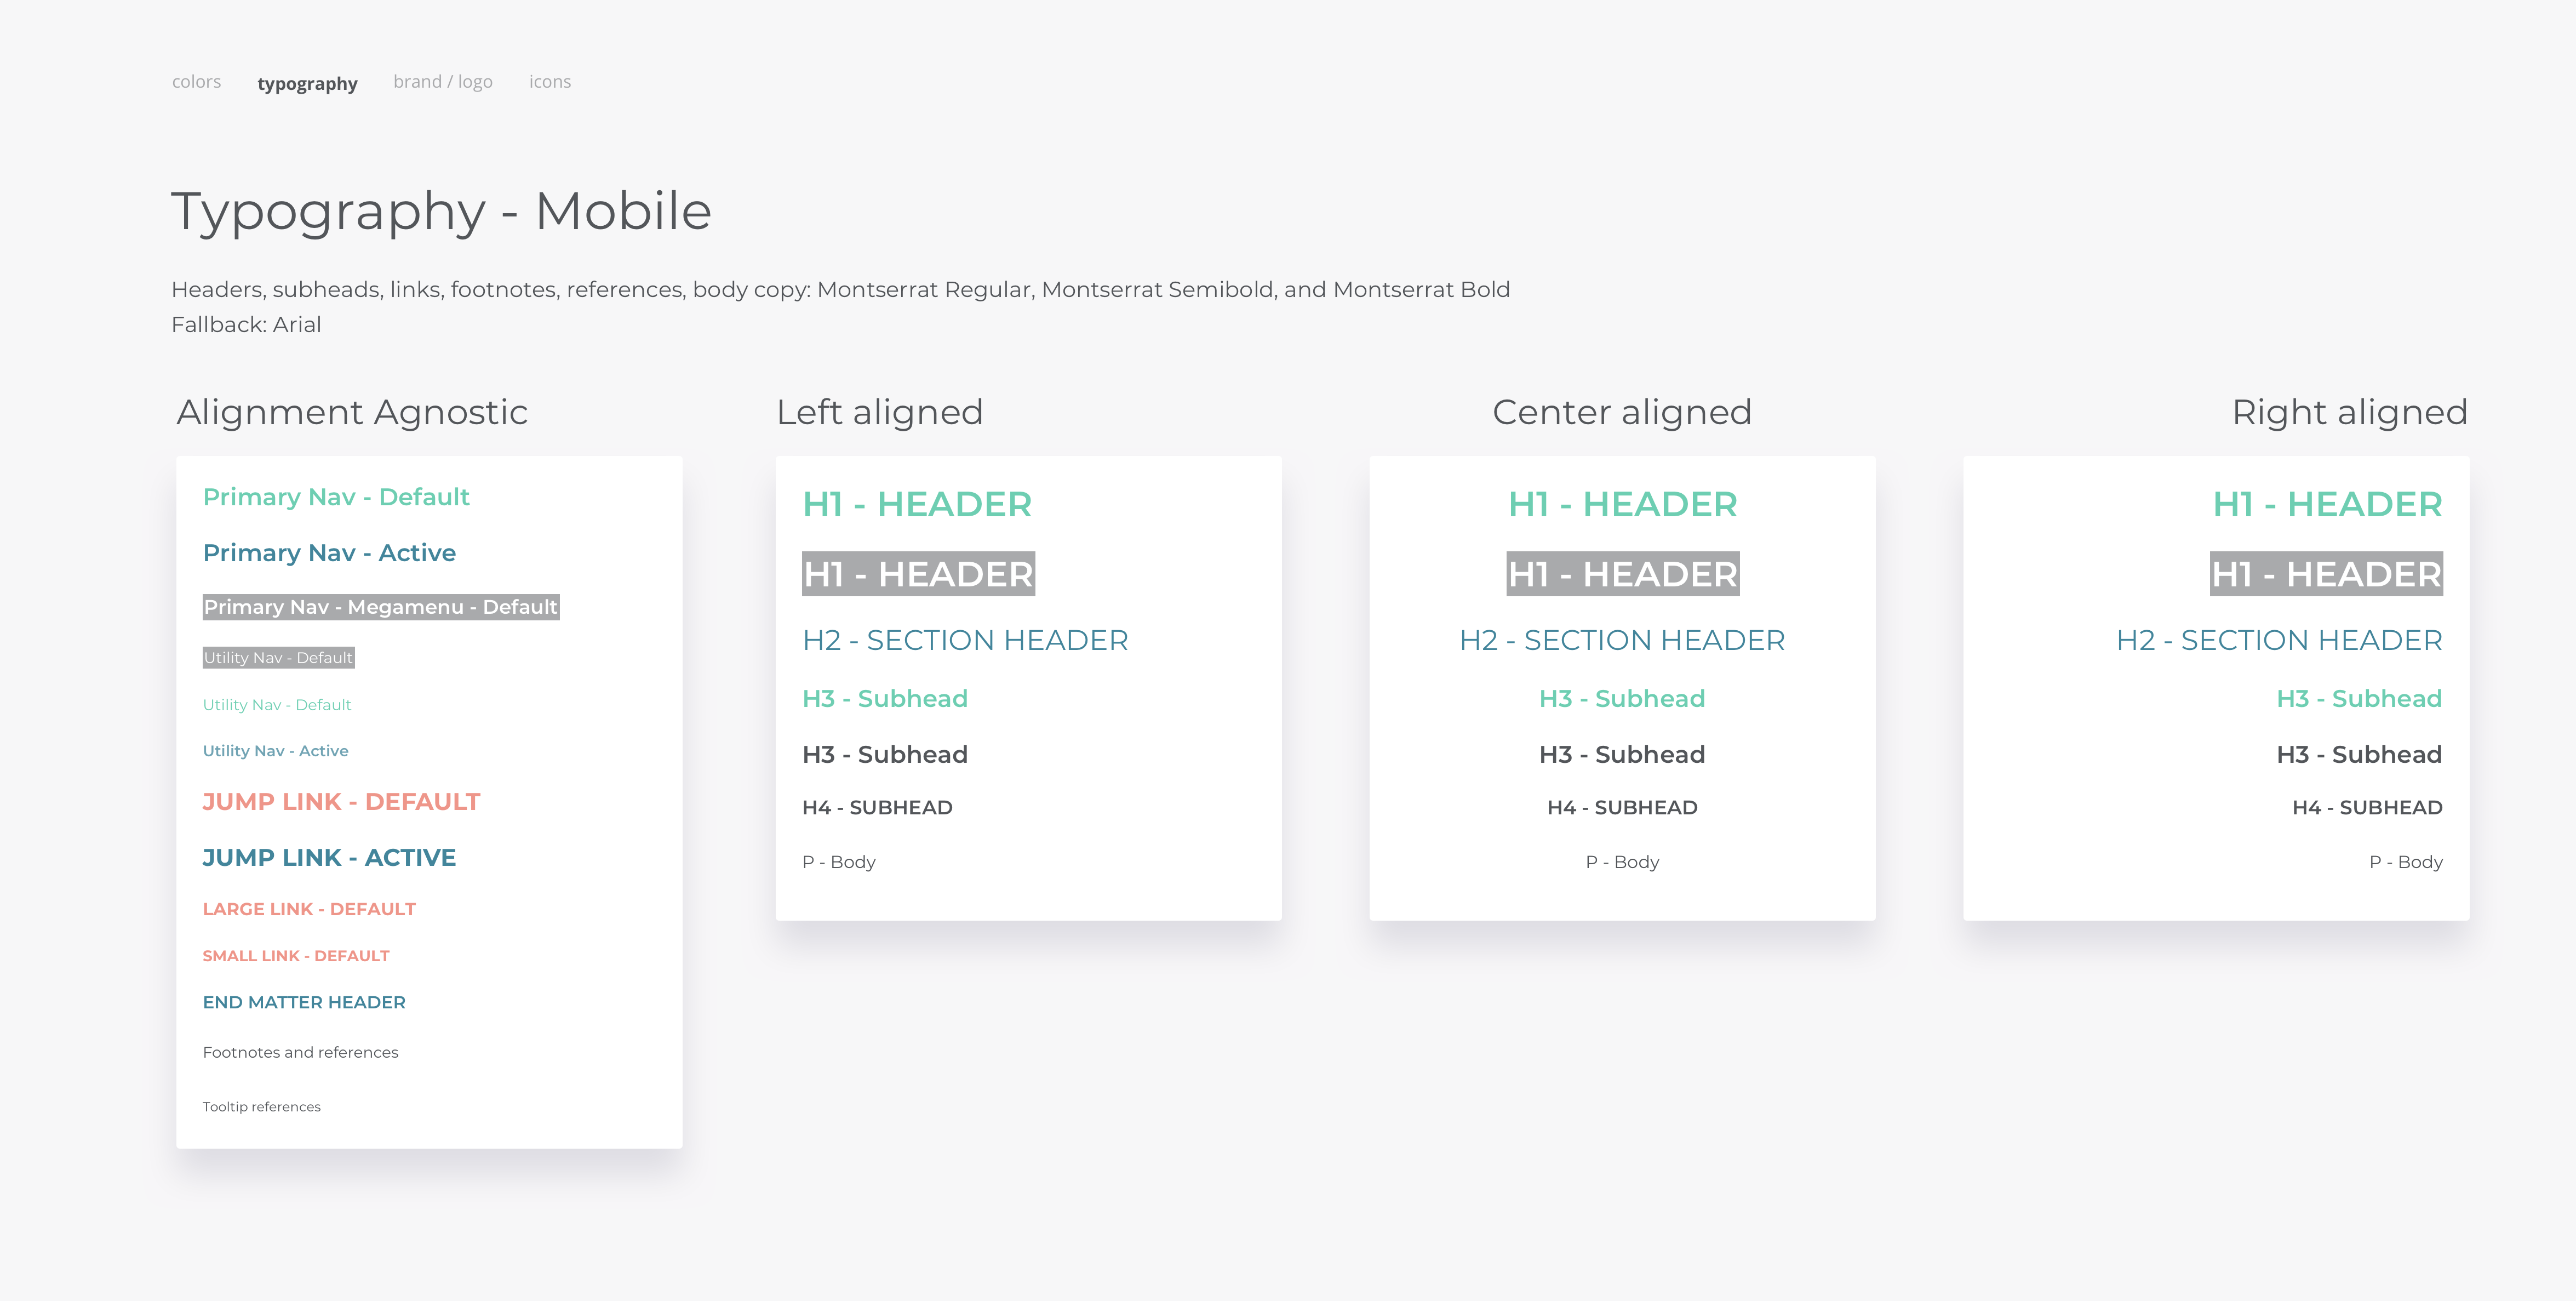 colors typography brand / logo icons
Typography - Mobile
Headers, subheads, links, footnotes, references, body copy: Montserrat Regular, Montserrat Semibold, and Montserrat Bold
Fallback: Arial
Alignment Agnostic
Primary Nav - Default
Primary Nav - Active
Primary Nav - Megamenu - Default
Utility Nav - Default
Utility Nav - Default
Utility Nav - Active
JUMP LINK - DEFAULT
JUMP LINK - ACTIVE
LARGE LINK - DEFAULT
SMALL LINK - DEFAULT
END MATTER HEADER
Footnotes and references
Tooltip references
Left aligned
H1 - HEADER
H1 - HEADER
H2 - SECTION HEADER
H3 - Subhead
H3 - Subhead
H4 - SUBHEAD
P - Body
Center aligned
H1 - HEADER
H1 - HEADER
H2 - SECTION HEADER
H3 - Subhead
H3 - Subhead
H4 - SUBHEAD
P - Body
Right aligned
H1 - HEADER
H1 - HEADER
H2 - SECTION HEADER
H3 - Subhead
H3 - Subhead
H4 - SUBHEAD
P - Body